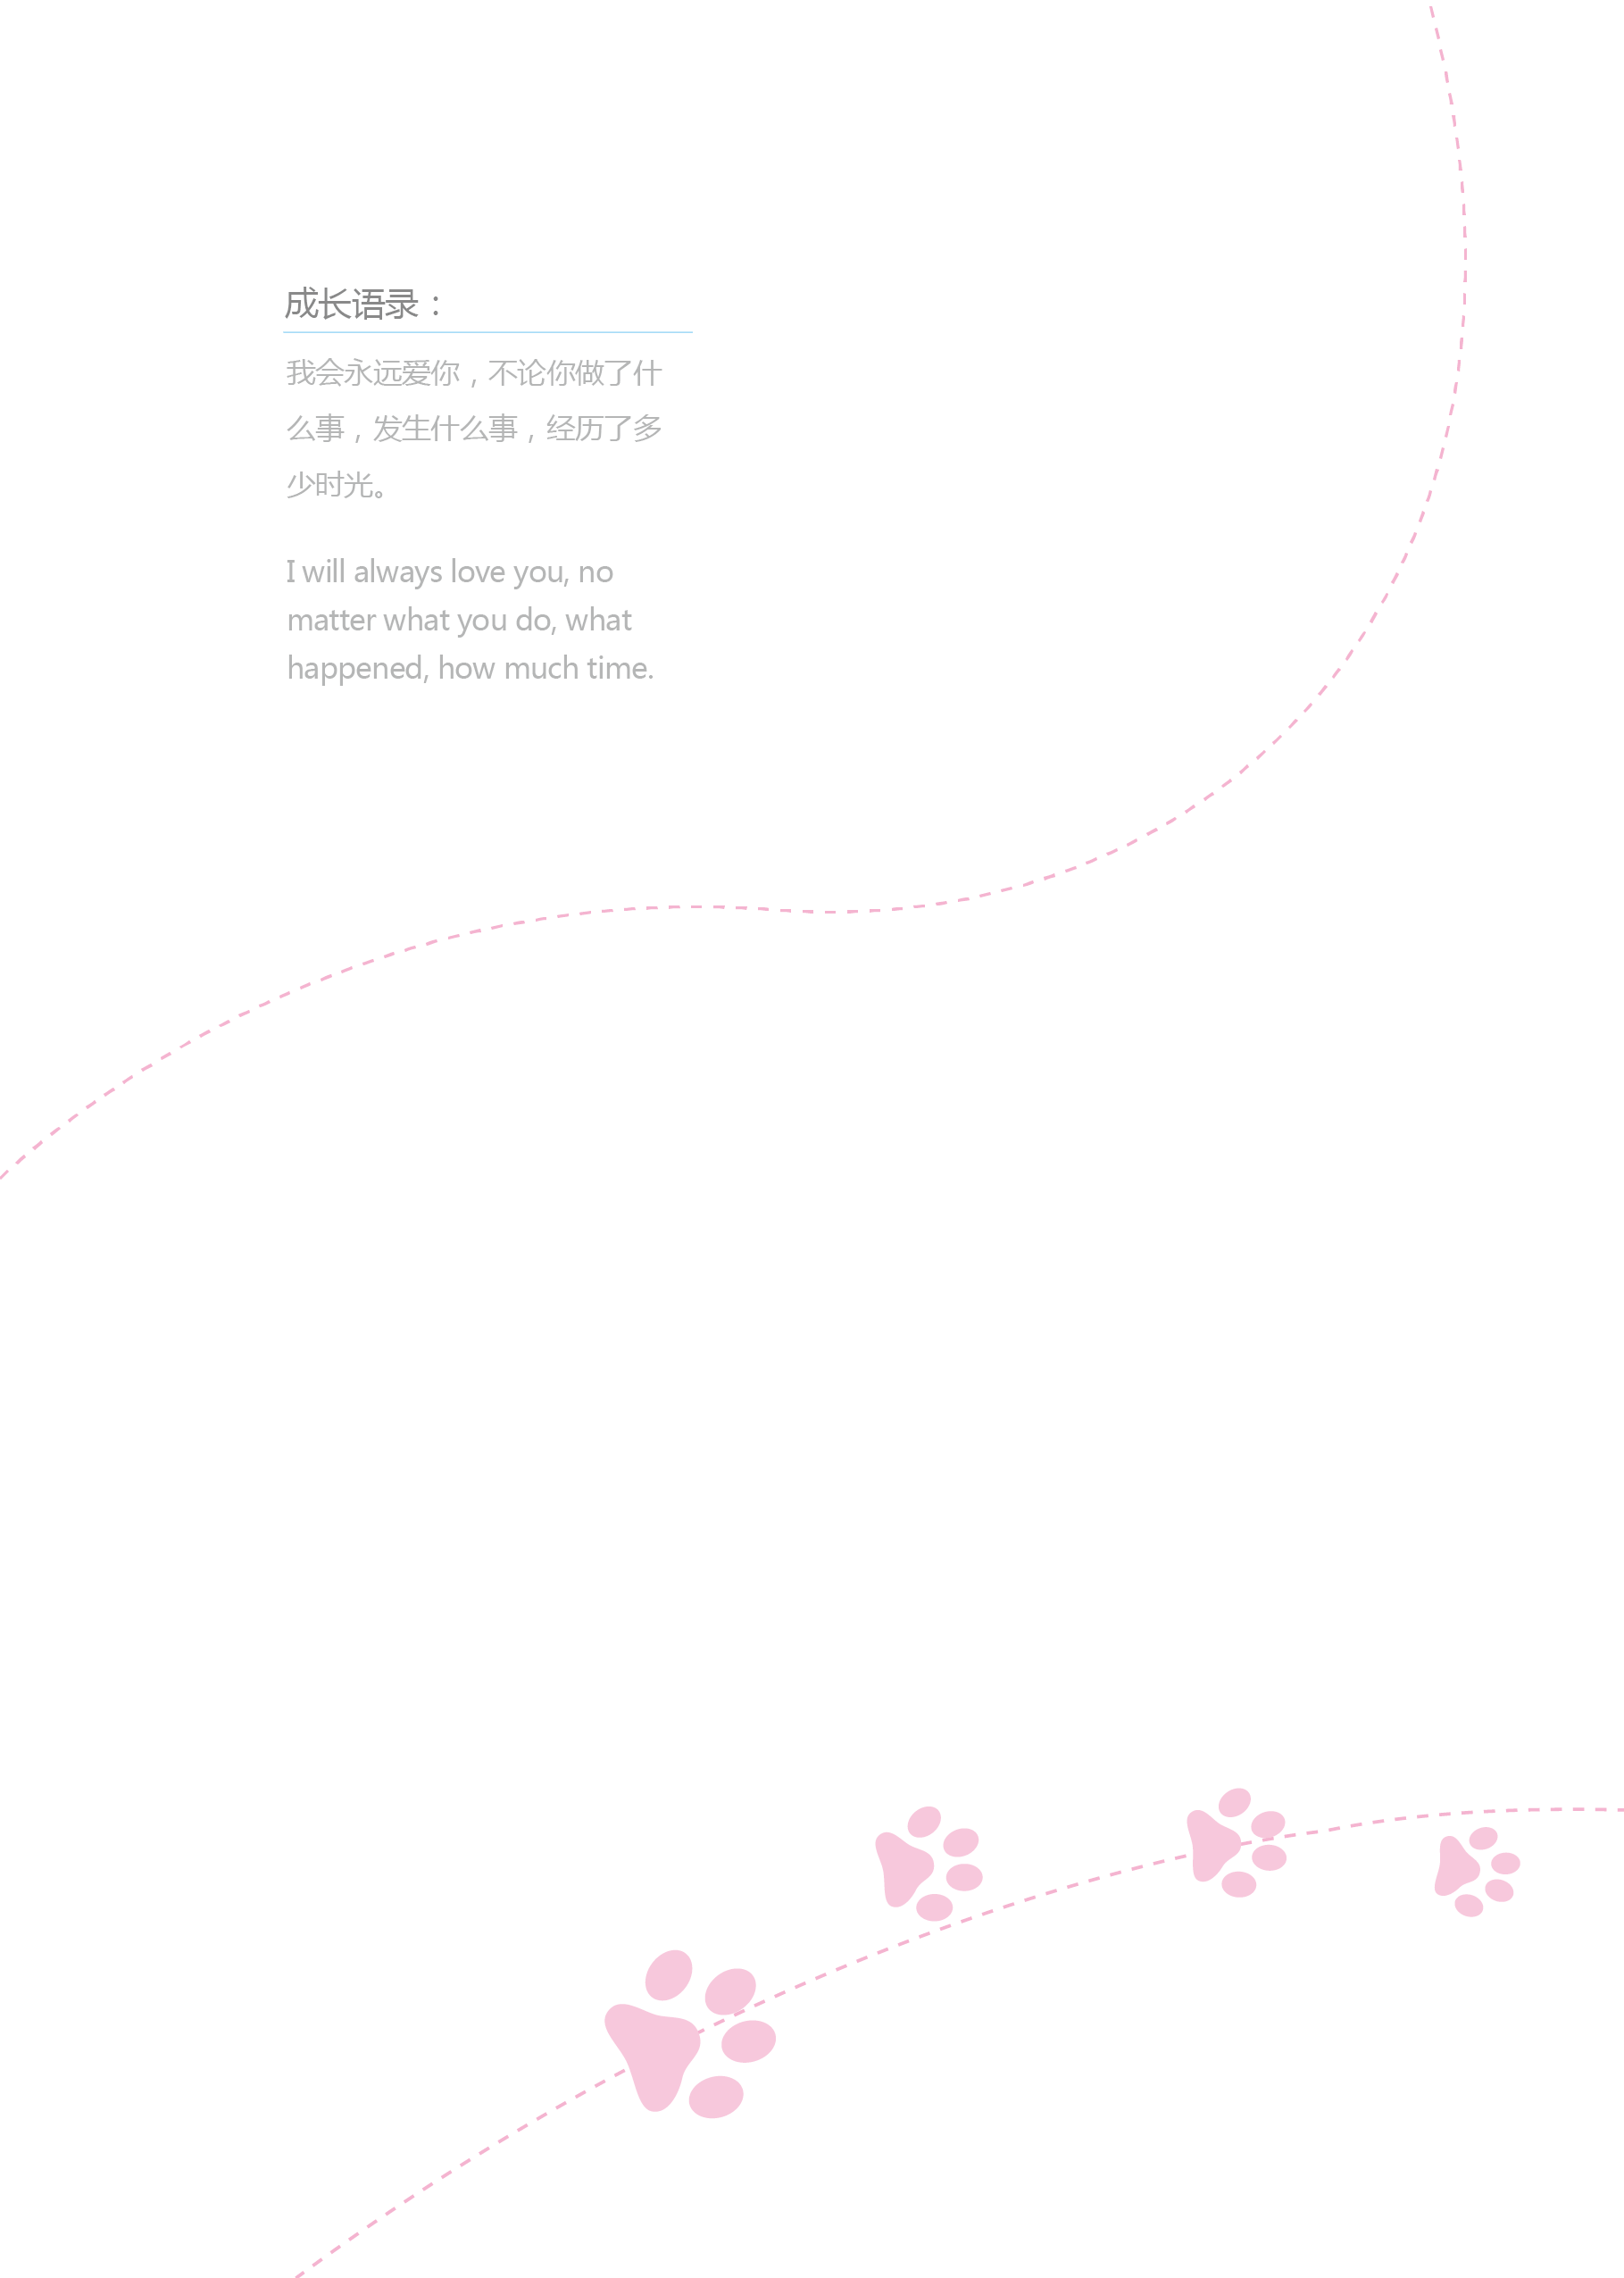 成长语录：
我会永远爱你，不论你做了什
么事，发生什么事，经历了多
少时光。
I will always love you, no
matter what you do, what
happened, how much time.